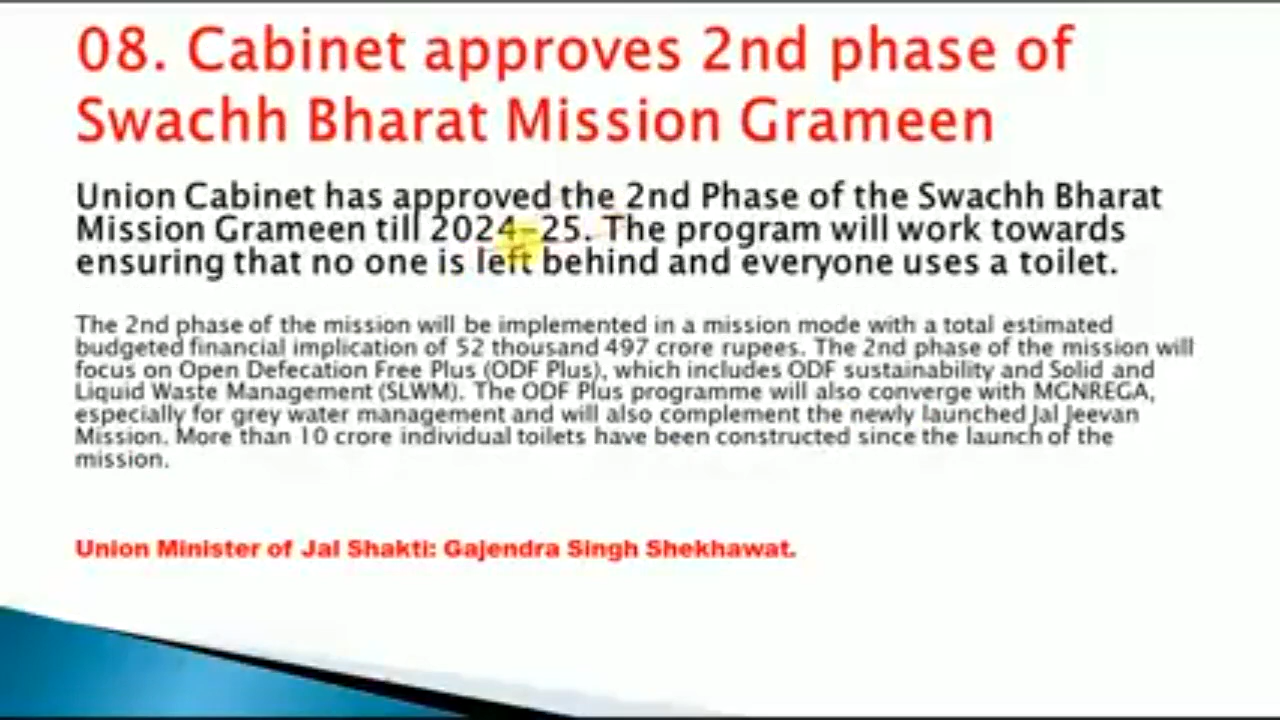 08. Cabinet approves 2nd phase of
Swachh Bharat Mission Grameen
Union Cabinet has approved the 2nd Phase of the Swachh Bharat
Mission Grameen till 2024-25. The program will work towards
ensuring that no one is left behind and everyone uses a toilet.
The 2nd phase of the mission will be implemented in a mission mode with a total estimated
budgeted financial implication of 52 thousand 497 crore rupees. The 2nd phase of the mission will
focus on Open Defecation Free Plus (ODF Plus), which includes ODF sustainability and Solid and
Liquid Waste Management (SLWM). The ODF Plus programme will also converge with MGNREGA,
especially for grey water management and will also complement the newly launched Jal Jeevan
Mission. More than 10 crore individual toilets have been constructed since the launch of the
mission.
Union Minister of Jal Shakti: Gajendra Singh Shekhawat.